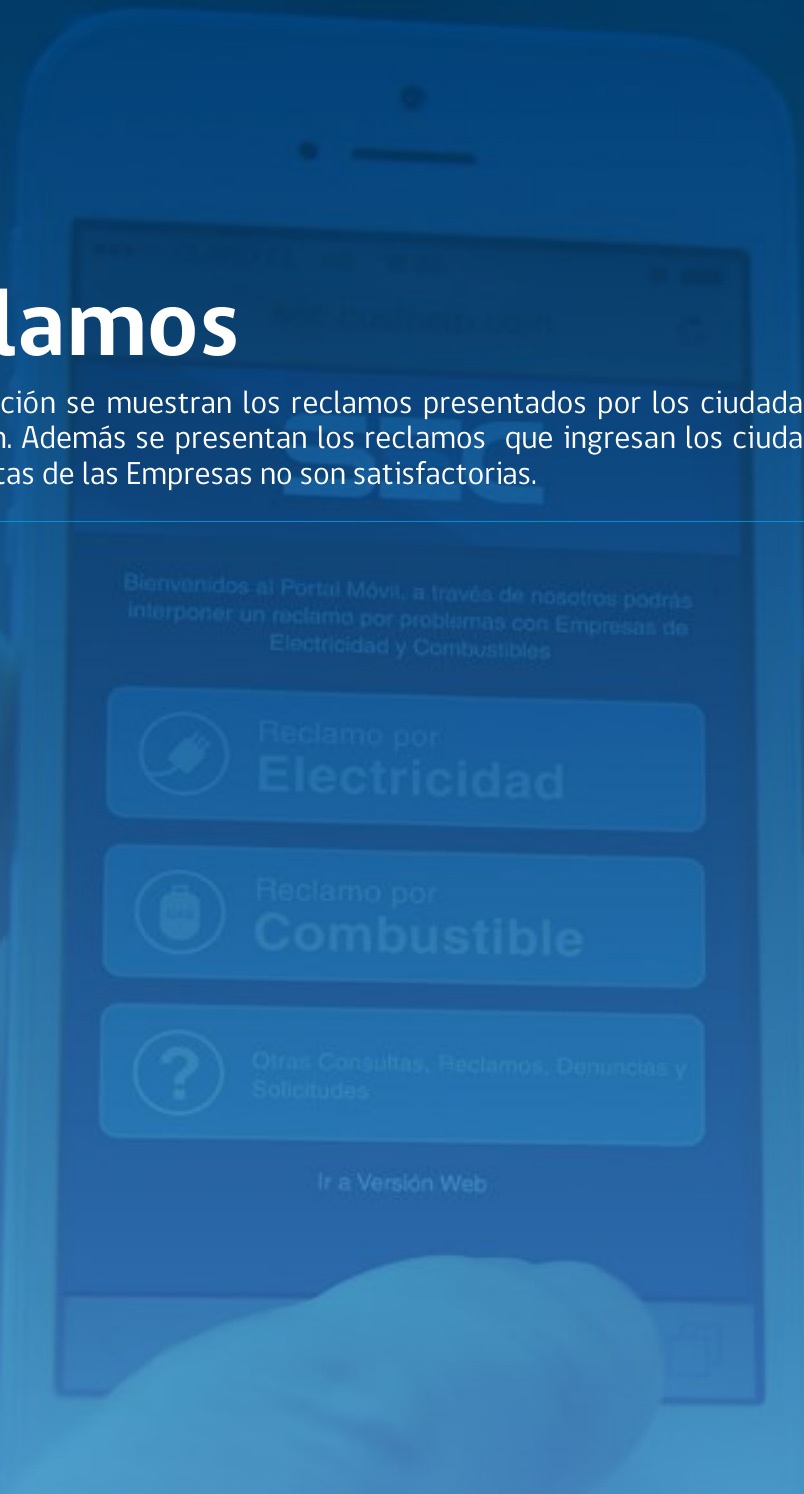 lamos
ción se muestran los reclamos presentados por los ciudada
n. Además se presentan los reclamos que ingresan los ciuda
tas de las Empresas no son satisfactorias.
SEC
Bienvenidos al Portal Móvil, a través de nosotros podrás
interponer un reclamo por problemas con Empresas de
Electricidad y Combustibles
Reclamo por
Electricidad
Reclamo por
Combustible
Otras Consultas, Reclamos, Denuncias y
Solicitudes
Ir a Versión Web